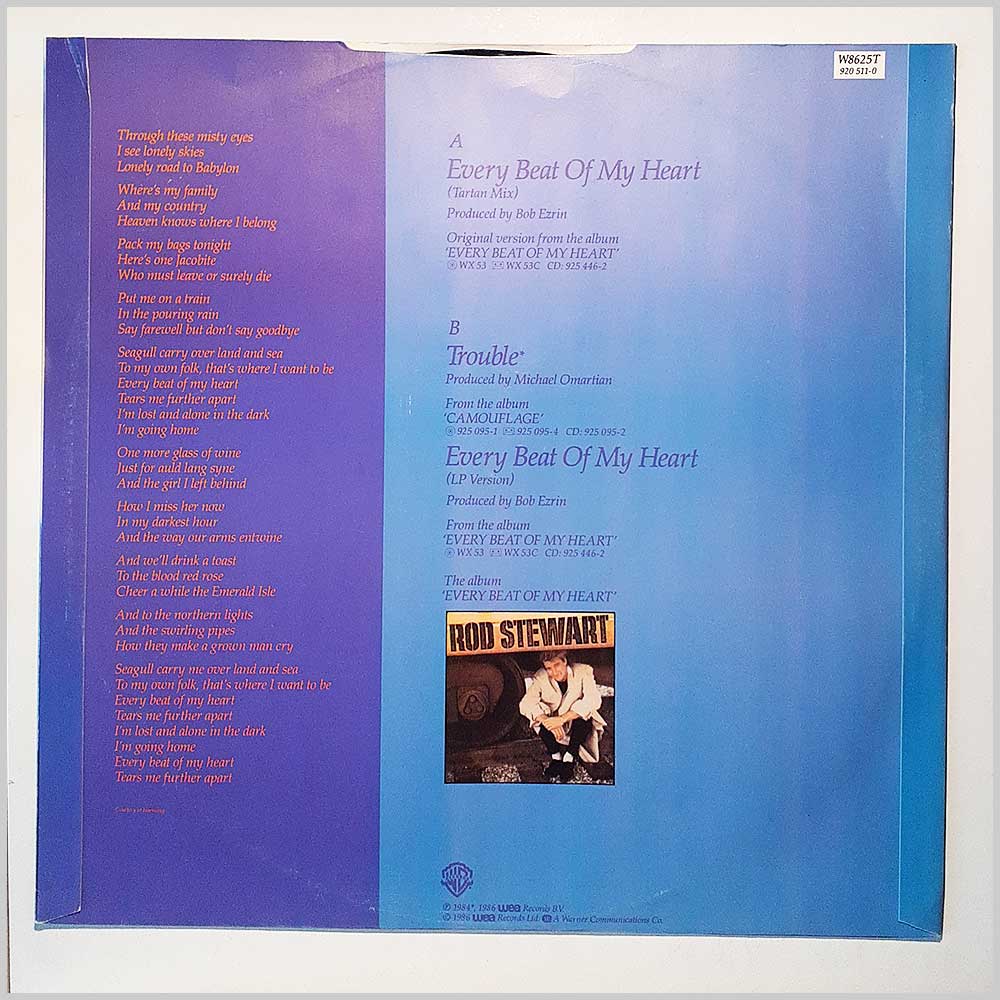 W8625T
920 511-0
Through these misty eyes
I see lonely skies
Lonely road to Babylon
Where's my family
And my country
Heaven knows where I belong
Pack my bags tonight
Here's one Jacobite
Who must leave or surely die
Put me on a train
In the pouring rain
Say farewell but don't say goodbye
Seagull carry over land and sea
To my own folk, that's where I want to be
Every beat of my heart
Tears me further apart
I'm lost and alone in the dark
I'm going home
One more glass of wine
Just for auld lang syne
And the girl I left behind
How I miss her now
In my darkest hour
And the way our arms entwine
And we'll drink a toast
To the blood red rose
Cheer a while the Emerald Isle
And to the northern lights
And the swirling pipes
How they make a grown man cry
Seagull carry me over land and sea
To my own folk, that's where I want to be
Every beat of my heart
Tears me further apart
I'm lost and alone in the dark
I'm going home
Every beat of my heart
Tears me further apart
A
Every Beat Of My Heart
(Tartan Mix)
Produced by Bob Ezrin
Original version from the album
'EVERY BEAT OF MY HEART'
WX 53 WX 53C CD: 925 446-2
B
Trouble*
Produced by Michael Omartian
From the album
'CAMOUFLAGE'
925 095-1 925 095-4 CD: 925 095-2
Every Beat Of My Heart
(LP Version)
Produced by Bob Ezrin
From the album
'EVERY BEAT OF MY HEART'
WX 53 WX 53C CD: 925 446-2
The album
'EVERY BEAT OF MY HEART'
ROD STEWART
℗ 1984*, 1986 wea Records B.V.
© 1986 wea Records Ltd. A Warner Communications Co.